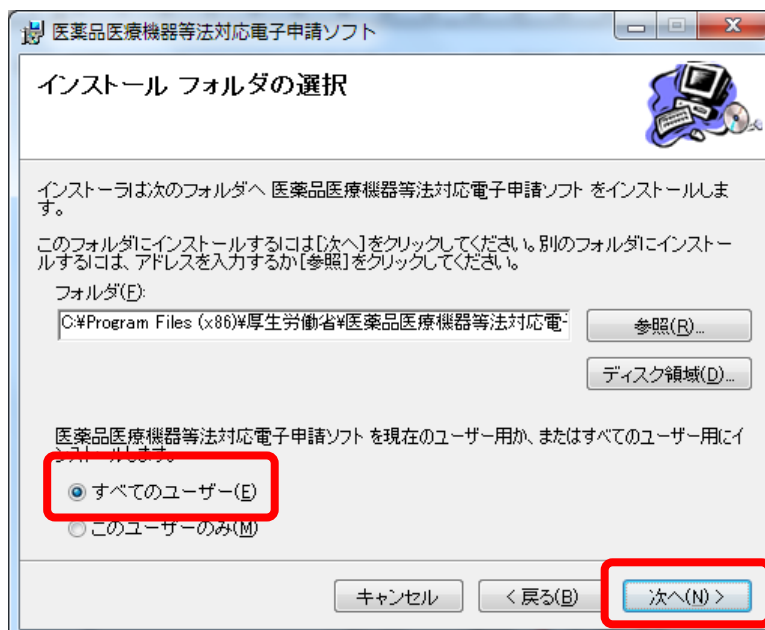 医薬品医療機器等法対応電子申請ソフト
インストール フォルダの選択
インストーラは次のフォルダへ 医薬品医療機器等法対応電子申請ソフト をインストールしま
す。
このフォルダにインストールするには[次へ]をクリックしてください。別のフォルダにインストー
ルするには、アドレスを入力するか[参照]をクリックしてください。
フォルダ(F):
C:¥Program Files (x86)¥厚生労働省¥医薬品医療機器等法対応電
参照(R)...
ディスク領域(D)...
医薬品医療機器等法対応電子申請ソフト を現在のユーザー用か、またはすべてのユーザー用にイ
ンストールします。
すべてのユーザー(E)
このユーザーのみ(M)
キャンセル
< 戻る(B)
次へ(N) >